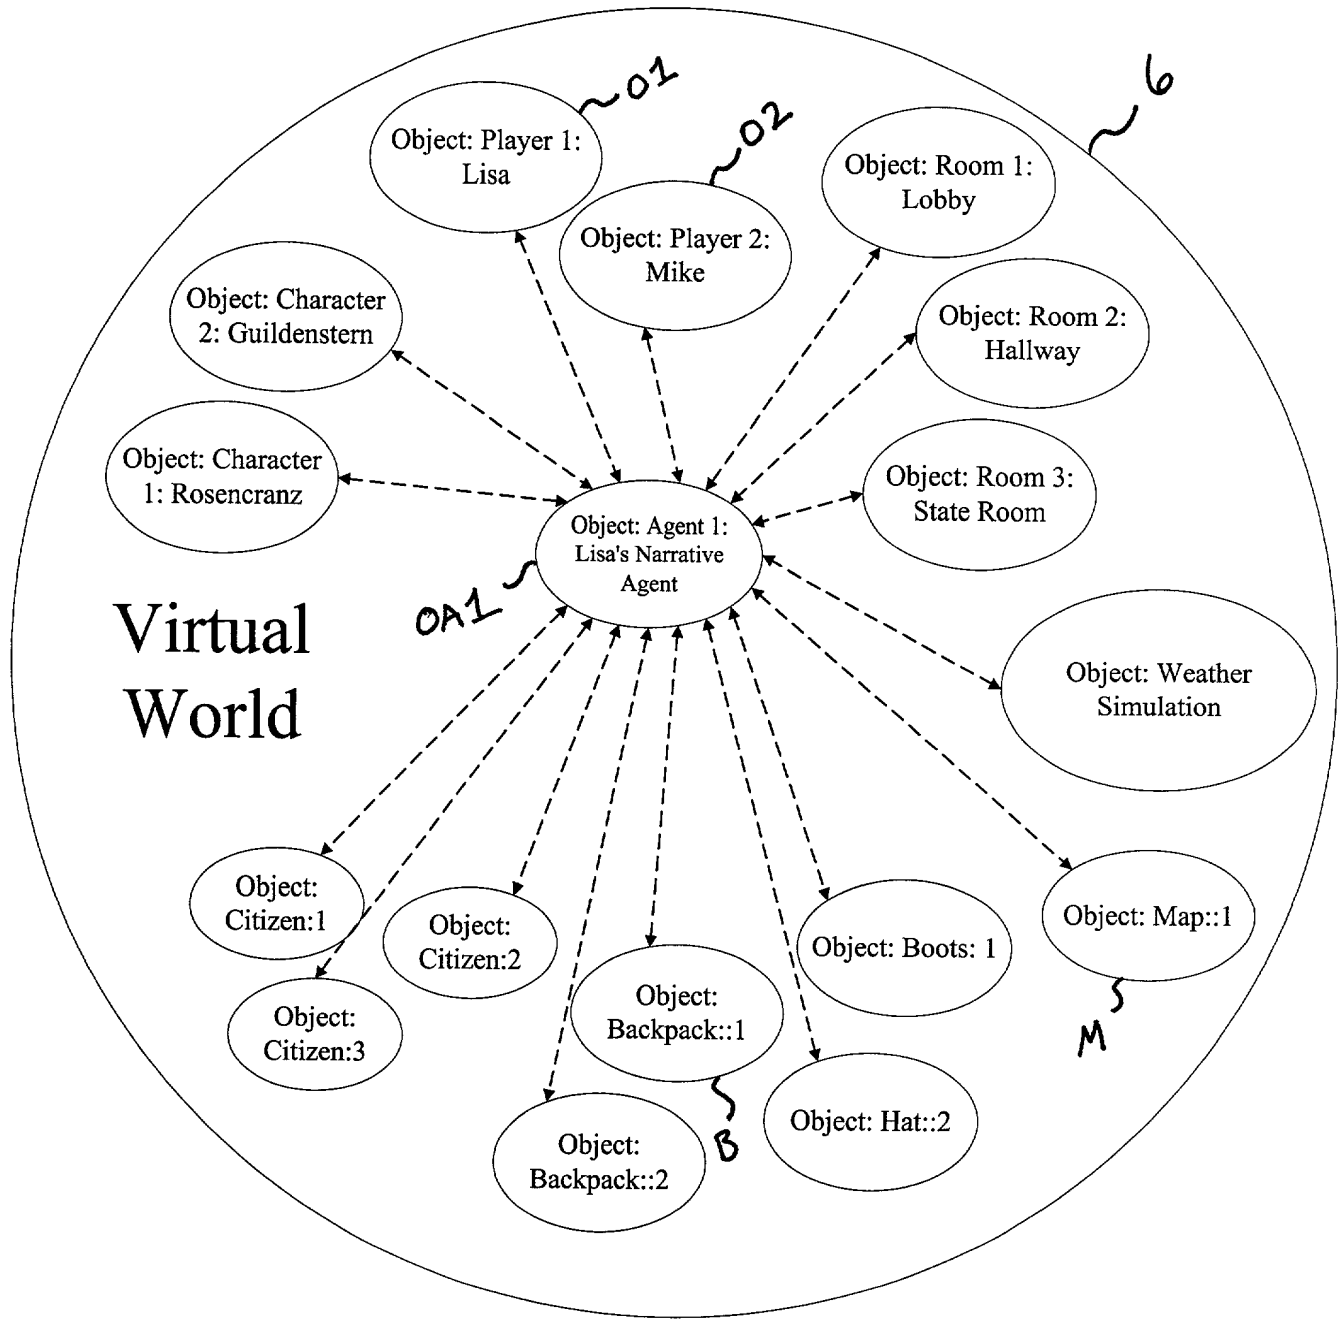 6
O1
Object: Player 1:
Lisa
O2
Object: Player 2:
Mike
Object: Room 1:
Lobby
Object: Character
2: Guildenstern
Object: Room 2:
Hallway
Object: Character
1: Rosencranz
Object: Room 3:
State Room
Object: Agent 1:
Lisa's Narrative
Agent
OA1
Virtual
World
Object: Weather
Simulation
Object:
Citizen:1
Object:
Citizen:2
Object:
Citizen:3
Object:
Backpack::1
B
Object:
Backpack::2
Object: Boots: 1
Object: Hat::2
Object: Map::1
M